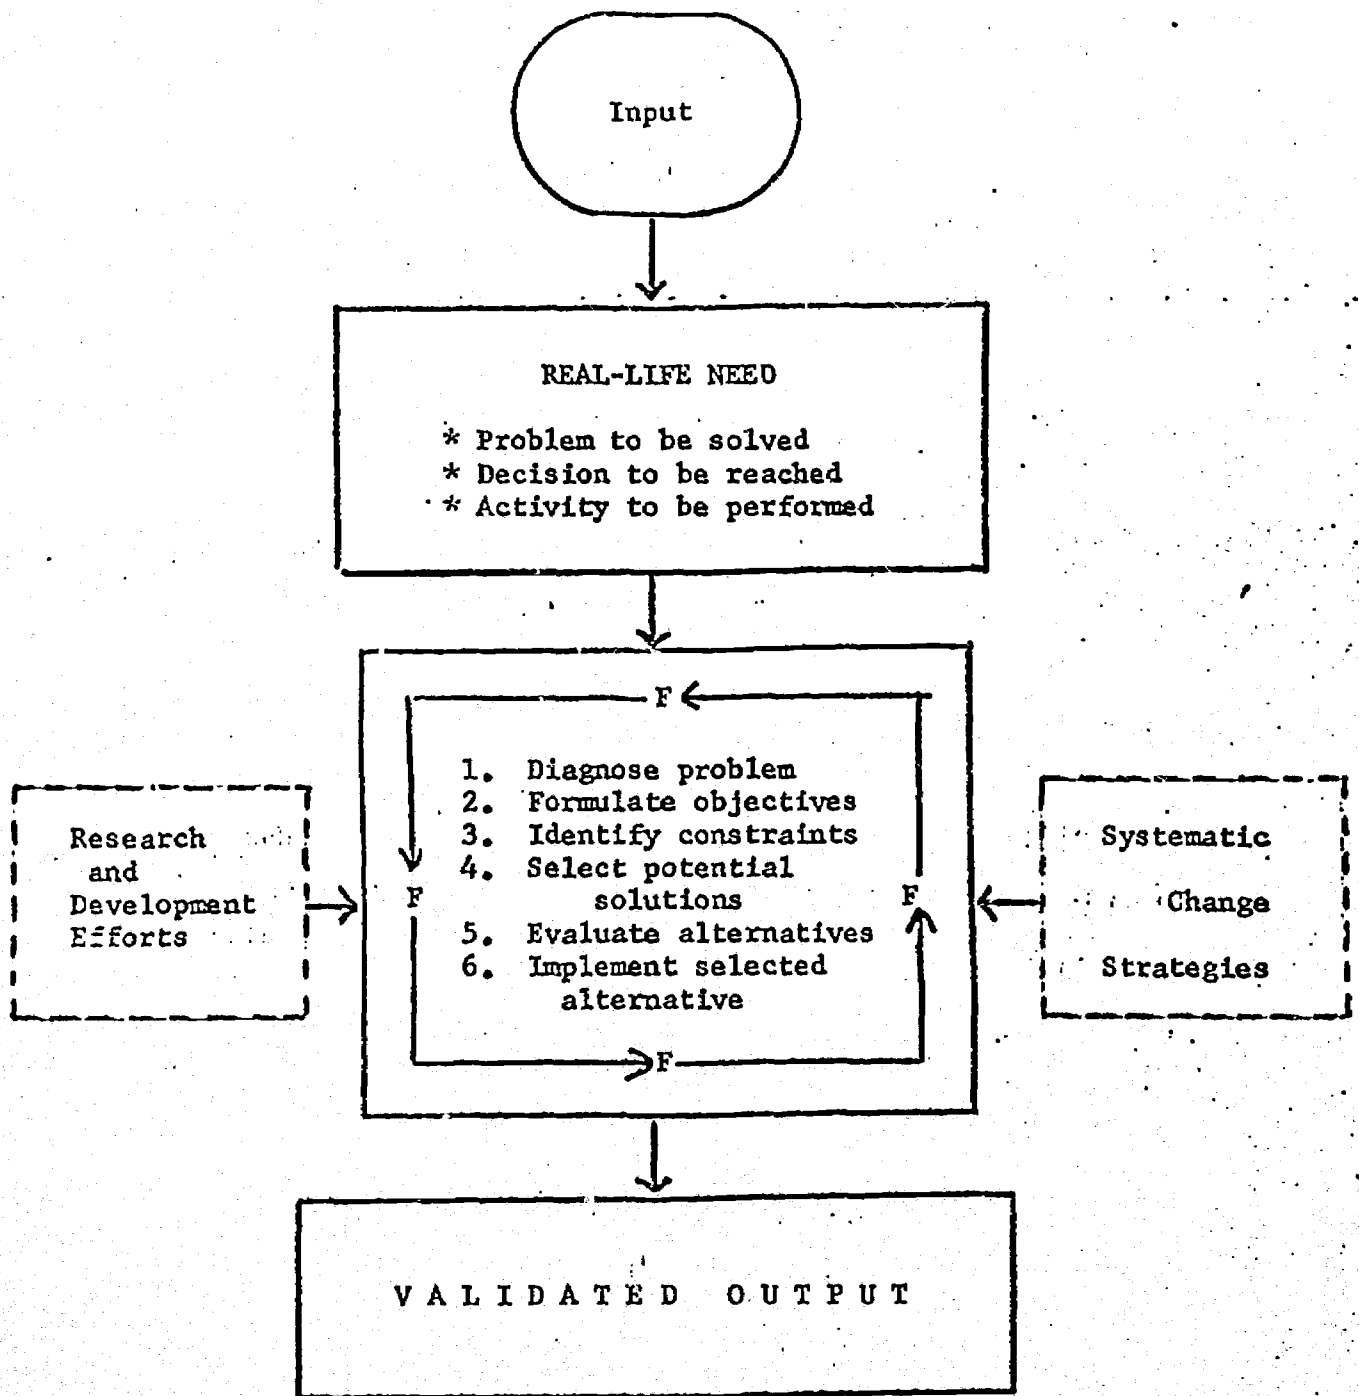 Input
REAL-LIFE NEED
* Problem to be solved
* Decision to be reached
* Activity to be performed
F
1. Diagnose problem
2. Formulate objectives
3. Identify constraints
4. Select potential
solutions
5. Evaluate alternatives
6. Implement selected
alternative
F
F
F
Research
and
Development
Efforts
Systematic
Change
Strategies
VALIDATED OUTPUT